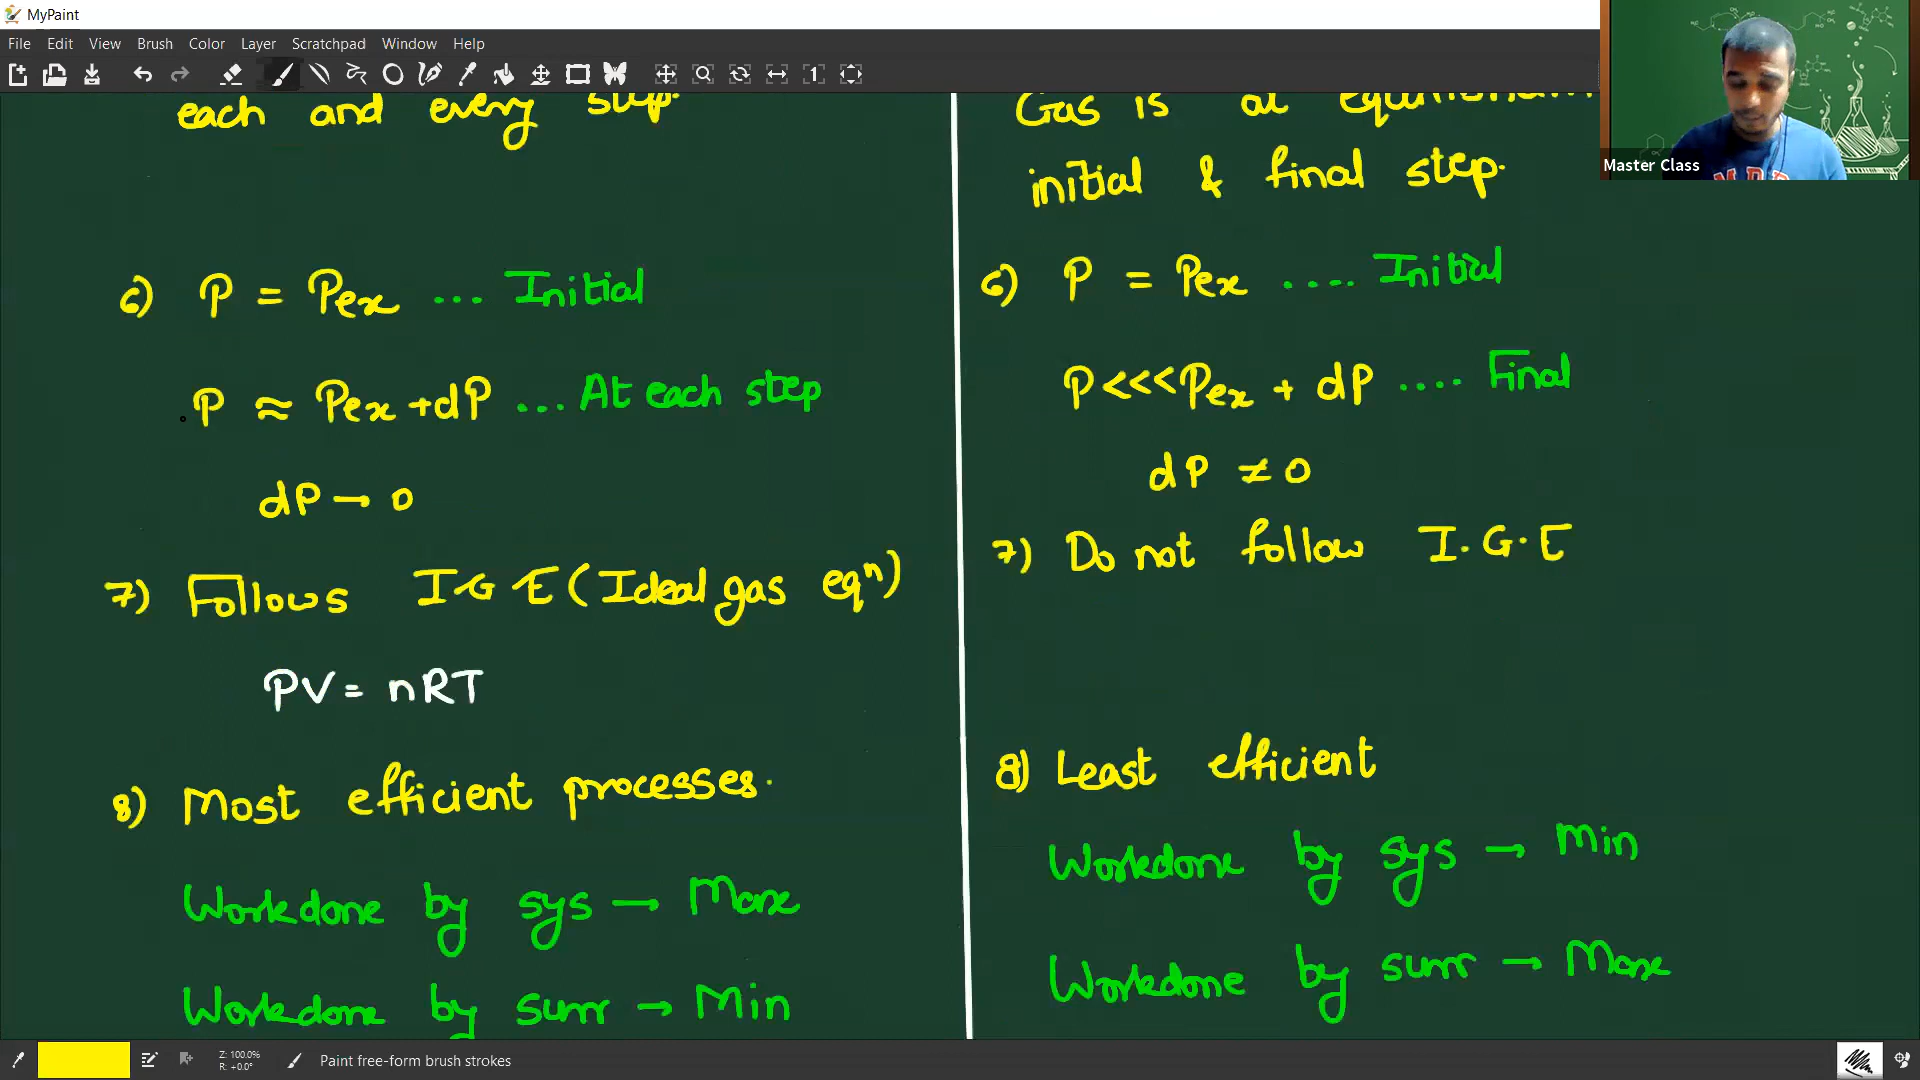 MyPaint
File Edit View Brush Color Layer Scratchpad Window Help
Master Class
each and every step.
6) P = Pex ... Initial
P ≈ Pex + dP ... At each step
dP → 0
7) Follows I G E (Ideal gas eqⁿ)
PV = nRT
8) Most efficient processes.
Workdone by sys → Max
Workdone by surr → Min
Gas is at equilibrium
initial & final step.
6) P = Pex .... Initial
P <<< Pex + dP .... Final
dP ≠ 0
7) Do not follow I.G.E
8) Least efficient
Workdone by sys → Min
Workdone by surr → Max
Z: 100.0%
R: +0.0°
Paint free-form brush strokes